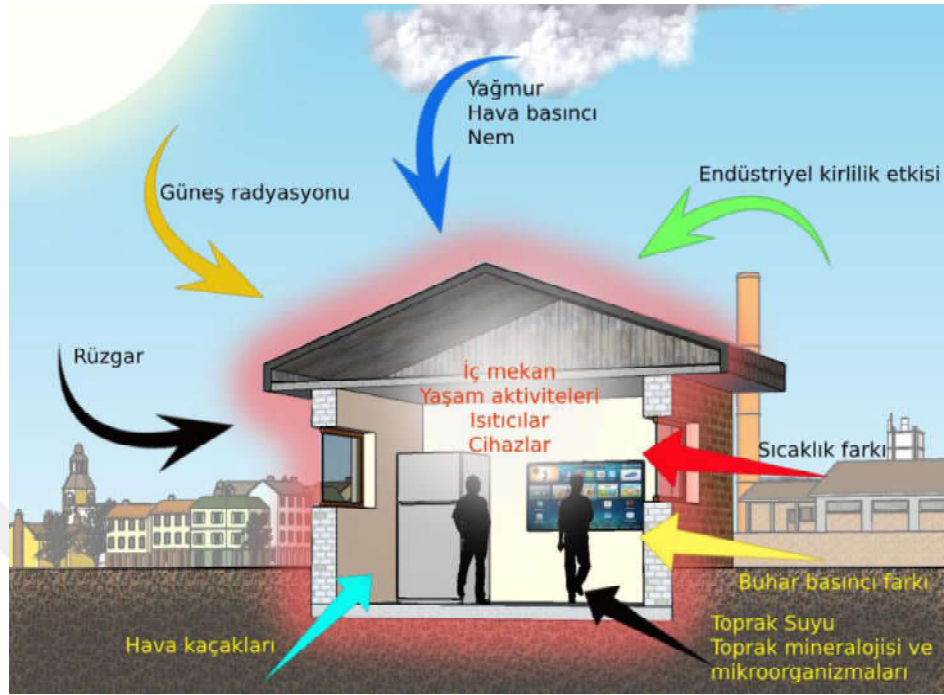 Yağmur
Hava basıncı
Nem
Endüstriyel kirlilik etkisi
Güneş radyasyonu
Rüzgar
İç mekan
Yaşam aktiviteleri
Isıtıcılar
Cihazlar
Sıcaklık farkı
Buhar basıncı farkı
Hava kaçakları
Toprak Suyu
Toprak mineralojisi ve
mikroorganizmaları